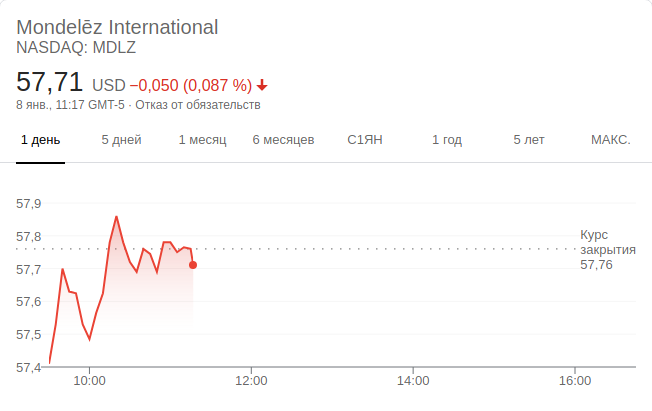 Mondelēz International
NASDAQ: MDLZ
57,71 USD −0,050 (0,087 %)
8 янв., 11:17 GMT-5 · Отказ от обязательств
1 день 5 дней 1 месяц 6 месяцев С1ЯН 1 год 5 лет МАКС.
57,9
57,8
57,7
57,6
57,5
57,4
Курс
закрытия
57,76
10:00 12:00 14:00 16:00